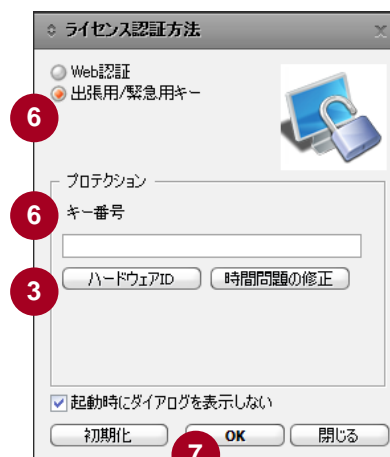 ライセンス認証方法
Web認証
出張用/緊急用キー
6
プロテクション
6
キー番号
3
ハードウェアID 時間問題の修正
起動時にダイアログを表示しない
初期化 OK 閉じる
7